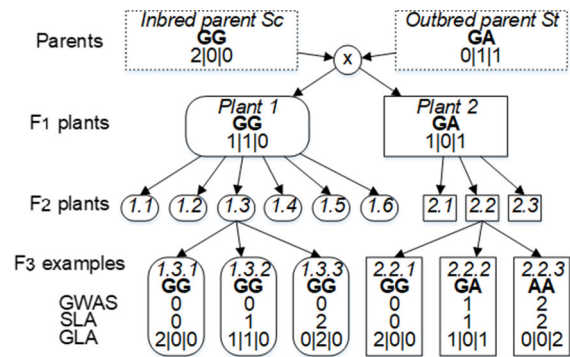 Inbred parent Sc Outbred parent St
Parents GG GA
2|0|0 x 0|1|1
Plant 1 Plant 2
F1 plants GG GA
1|1|0 1|0|1
F2 plants 1.1 1.2 1.3 1.4 1.5 1.6 2.1 2.2 2.3
F3 examples 1.3.1 1.3.2 1.3.3 2.2.1 2.2.2 2.2.3
GG GG GG GG GA AA
GWAS 0 0 0 0 1 2
SLA 0 1 2 0 1 2
GLA 2|0|0 1|1|0 0|2|0 2|0|0 1|0|1 0|0|2